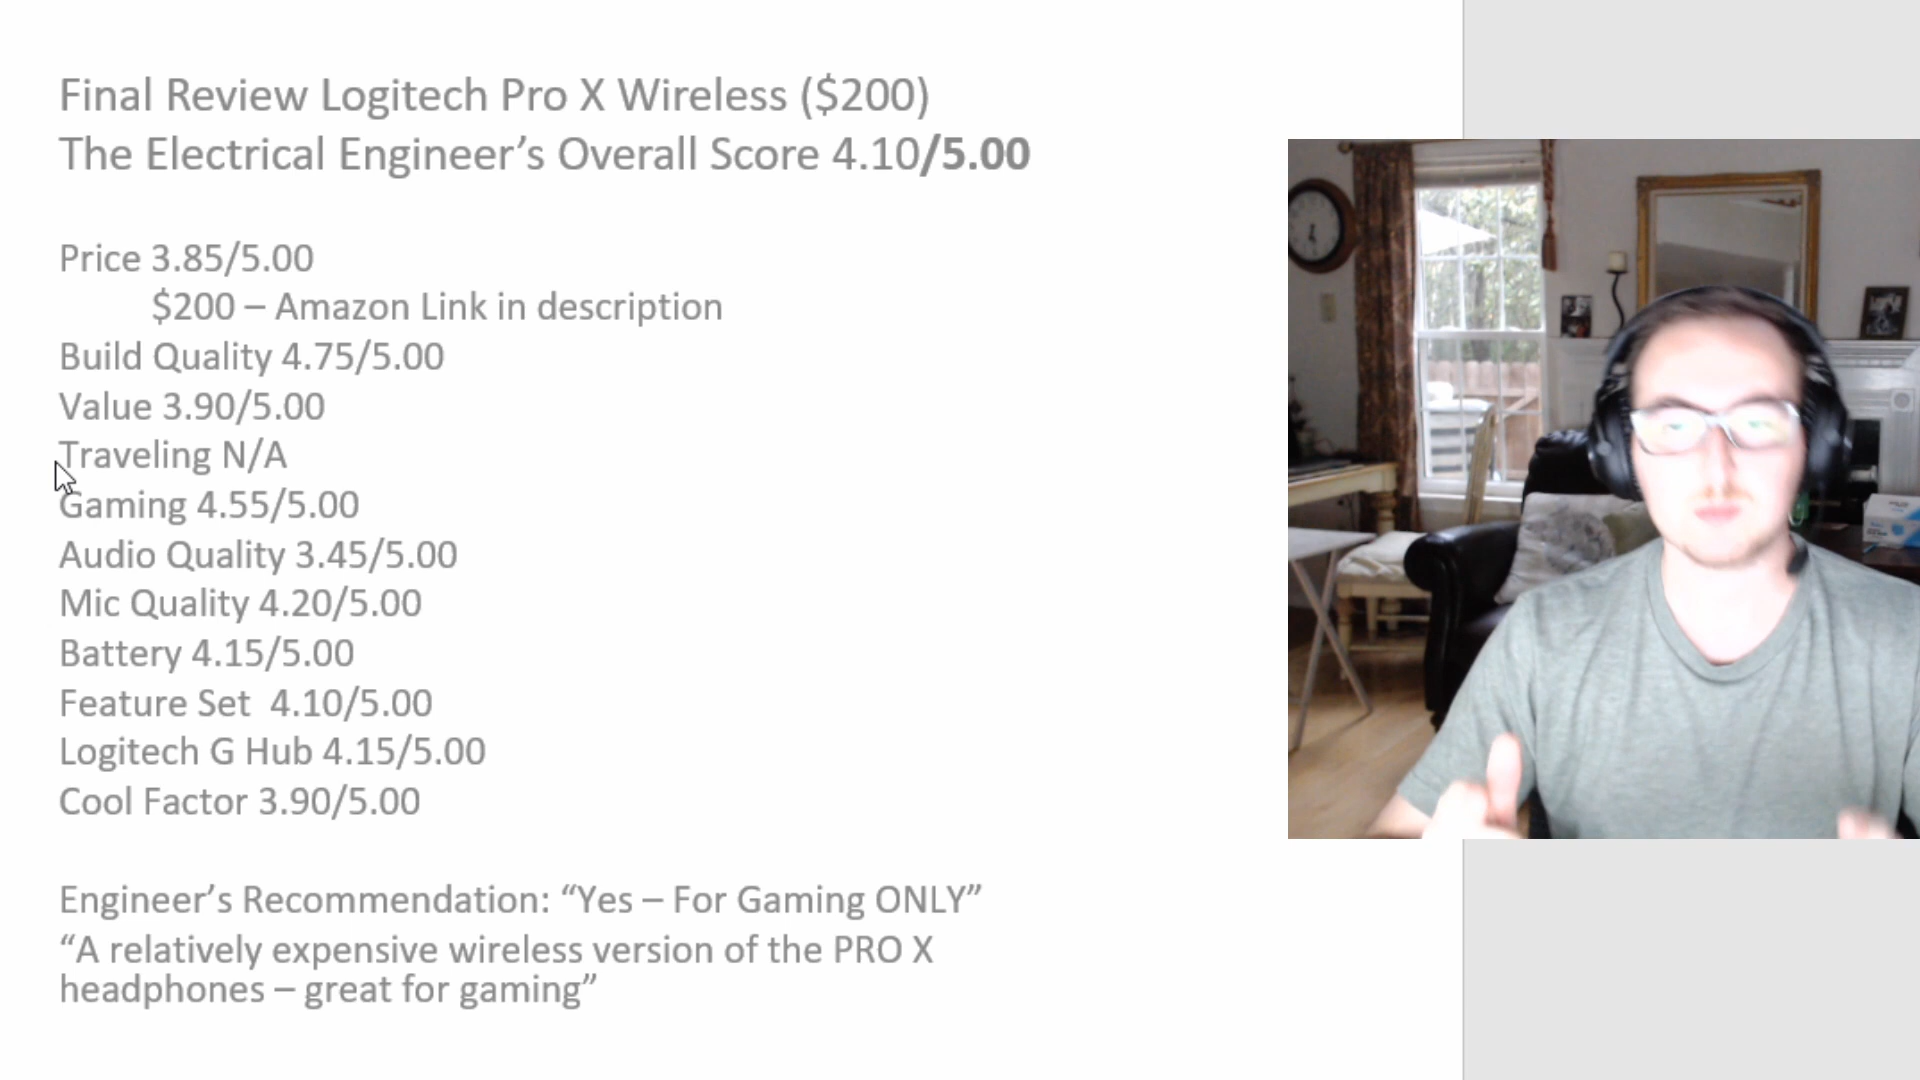 Final Review Logitech Pro X Wireless ($200)
The Electrical Engineer’s Overall Score 4.10/5.00
Price 3.85/5.00
$200 – Amazon Link in description
Build Quality 4.75/5.00
Value 3.90/5.00
Traveling N/A
Gaming 4.55/5.00
Audio Quality 3.45/5.00
Mic Quality 4.20/5.00
Battery 4.15/5.00
Feature Set  4.10/5.00
Logitech G Hub 4.15/5.00
Cool Factor 3.90/5.00
Engineer’s Recommendation: “Yes – For Gaming ONLY”
“A relatively expensive wireless version of the PRO X
headphones – great for gaming”